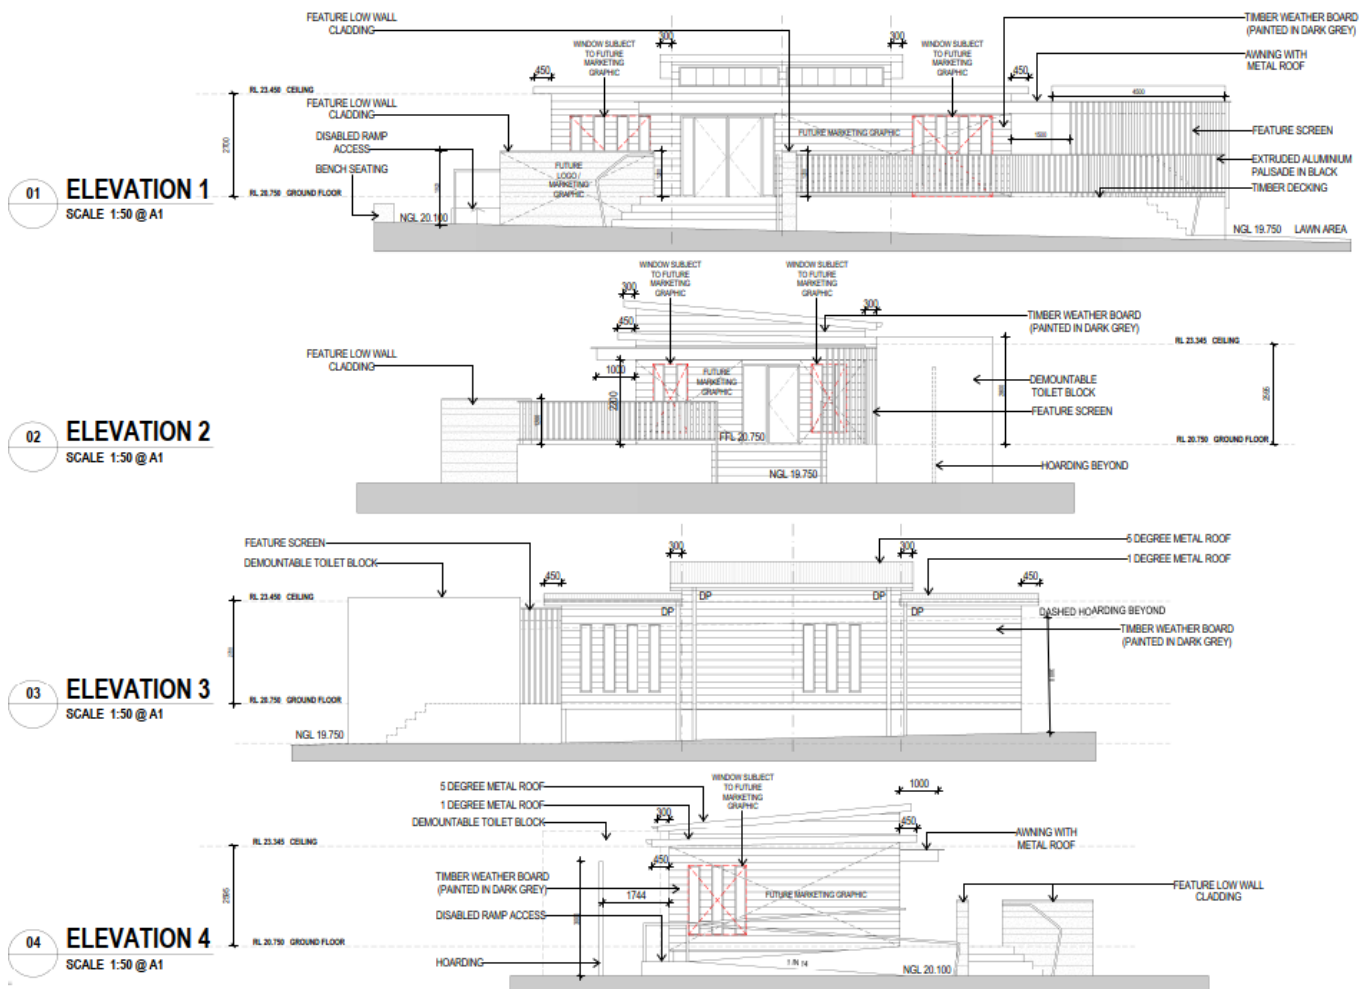 FEATURE LOW WALL
CLADDING
300
300
TIMBER WEATHER BOARD
(PAINTED IN DARK GREY)
WINDOW SUBJECT
TO FUTURE
MARKETING
GRAPHIC
WINDOW SUBJECT
TO FUTURE
MARKETING
GRAPHIC
AWNING WITH
METAL ROOF
450
450
RL 23.450 CEILING
4500
FEATURE LOW WALL
CLADDING
DISABLED RAMP
ACCESS
BENCH SEATING
2700
FUTURE MARKETING GRAPHIC
1500
FEATURE SCREEN
EXTRUDED ALUMINIUM
PALISADE IN BLACK
TIMBER DECKING
FUTURE
LOGO /
MARKETING
GRAPHIC
01
ELEVATION 1
SCALE 1:50 @ A1
RL 20.750 GROUND FLOOR
NGL 20.100
NGL 19.750
LAWN AREA
WINDOW SUBJECT
TO FUTURE
MARKETING
GRAPHIC
WINDOW SUBJECT
TO FUTURE
MARKETING
GRAPHIC
300
300
450
TIMBER WEATHER BOARD
(PAINTED IN DARK GREY)
RL 23.345 CEILING
FEATURE LOW WALL
CLADDING
1000
2200
FUTURE
MARKETING
GRAPHIC
DEMOUNTABLE
TOILET BLOCK
2595
FEATURE SCREEN
02
ELEVATION 2
SCALE 1:50 @ A1
FFL 20.750
RL 20.750 GROUND FLOOR
NGL 19.750
HOARDING BEYOND
FEATURE SCREEN
DEMOUNTABLE TOILET BLOCK
300
300
5 DEGREE METAL ROOF
1 DEGREE METAL ROOF
450
450
RL 23.450 CEILING
DP
DP
DP
DP
DASHED HOARDING BEYOND
TIMBER WEATHER BOARD
(PAINTED IN DARK GREY)
03
ELEVATION 3
SCALE 1:50 @ A1
RL 20.750 GROUND FLOOR
NGL 19.750
5 DEGREE METAL ROOF
1 DEGREE METAL ROOF
DEMOUNTABLE TOILET BLOCK
WINDOW SUBJECT
TO FUTURE
MARKETING
GRAPHIC
1000
300
450
AWNING WITH
METAL ROOF
RL 23.345 CEILING
450
2595
TIMBER WEATHER BOARD
(PAINTED IN DARK GREY)
1744
FUTURE MARKETING GRAPHIC
FEATURE LOW WALL
CLADDING
DISABLED RAMP ACCESS
04
ELEVATION 4
SCALE 1:50 @ A1
RL 20.750 GROUND FLOOR
HOARDING
1 IN 14
NGL 20.100